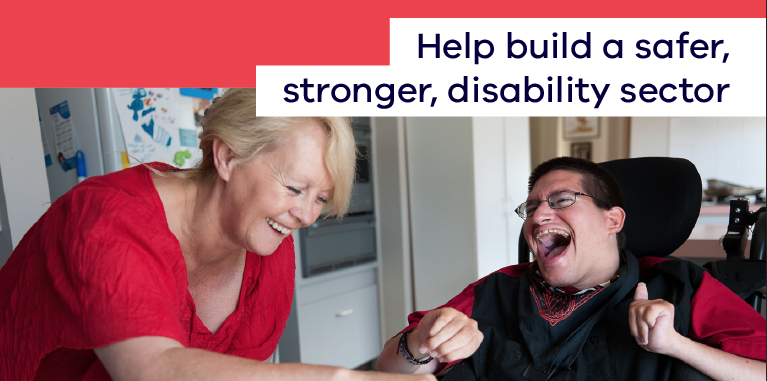 Help build a safer,
stronger, disability sector